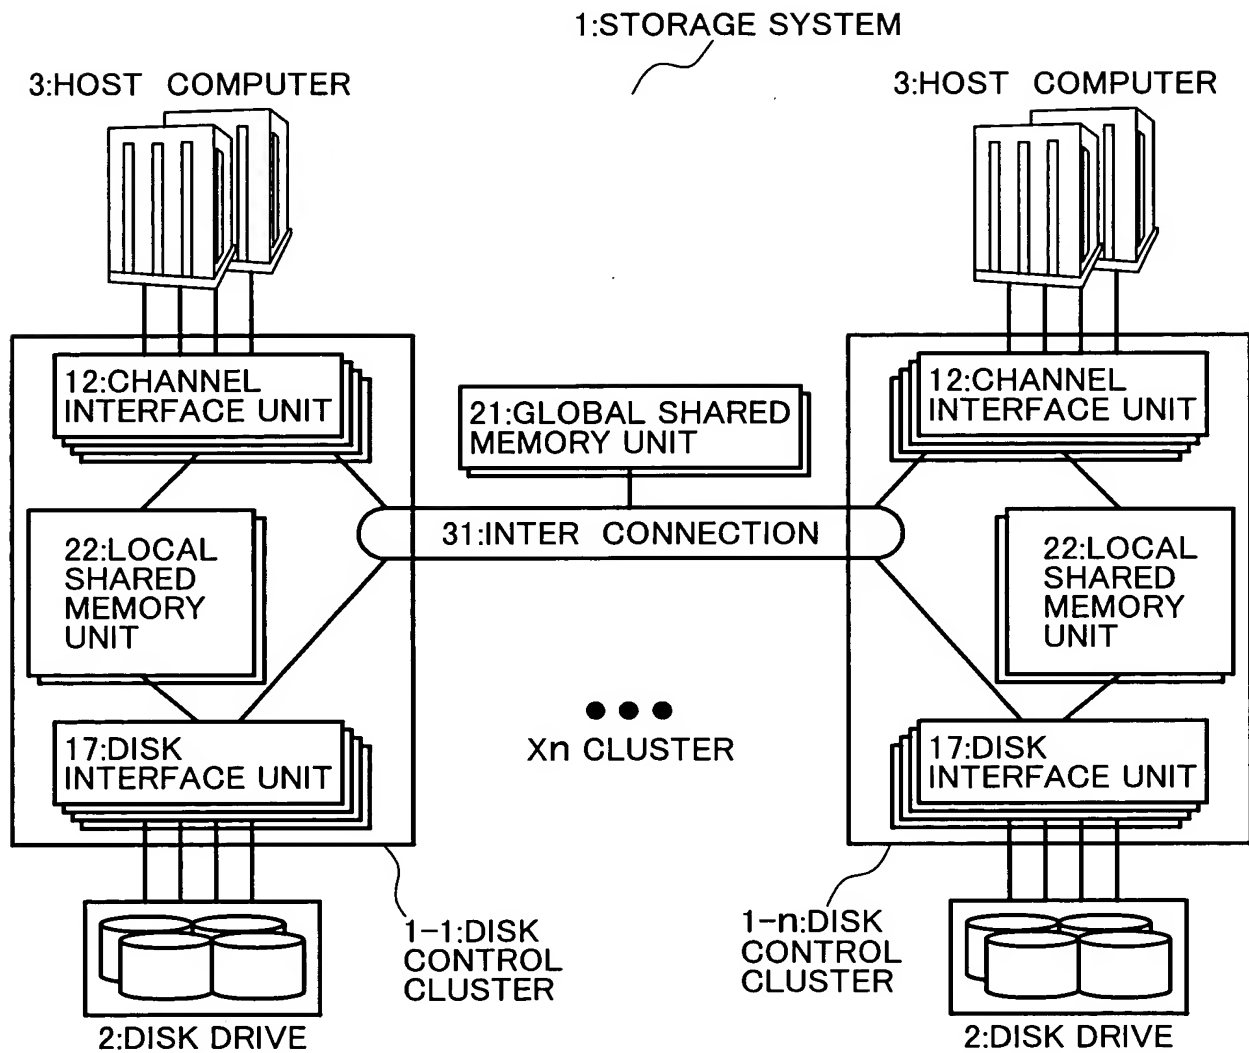 1:STORAGE SYSTEM
3:HOST COMPUTER
3:HOST COMPUTER
12:CHANNEL
INTERFACE UNIT
21:GLOBAL SHARED
MEMORY UNIT
12:CHANNEL
INTERFACE UNIT
31:INTER CONNECTION
22:LOCAL
SHARED
MEMORY
UNIT
22:LOCAL
SHARED
MEMORY
UNIT
17:DISK
INTERFACE UNIT
Xn CLUSTER
17:DISK
INTERFACE UNIT
1-1:DISK
CONTROL
CLUSTER
1-n:DISK
CONTROL
CLUSTER
2:DISK DRIVE
2:DISK DRIVE